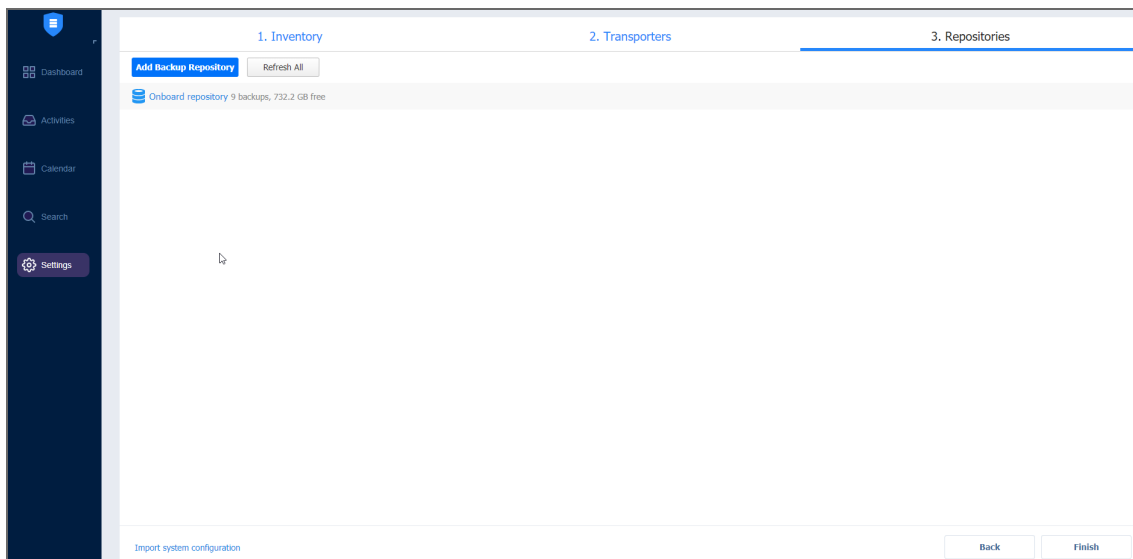 1. Inventory
2. Transporters
3. Repositories
Add Backup Repository
Refresh All
Onboard repository 9 backups, 732.2 GB free
Dashboard
Activities
Calendar
Search
Settings
Import system configuration
Back
Finish